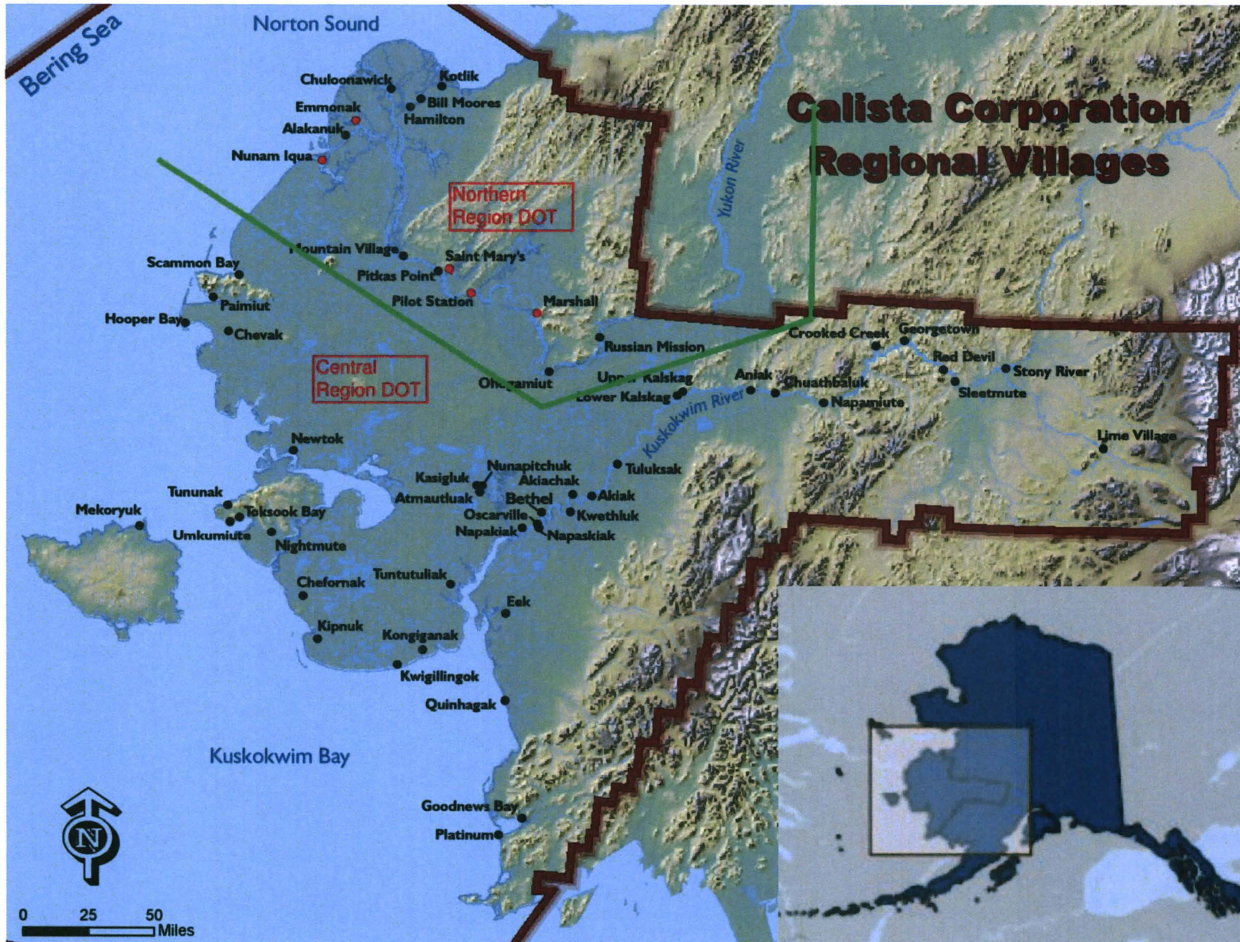 Bering Sea
Norton Sound
Calista Corporation
Regional Villages
Chuloonawick
Kotlik
Bill Moores
Hamilton
Emmonak
Alakanuk
Nunam Iqua
Yukon River
Northern
Region DOT
Mountain Village
Saint Mary's
Pitkas Point
Pilot Station
Marshall
Scammon Bay
Paimiut
Hooper Bay
Chevak
Russian Mission
Ohogamiut
Central
Region DOT
Upper Kalskag
Lower Kalskag
Aniak
Chuathbaluk
Napamiute
Crooked Creek
Georgetown
Red Devil
Sleetmute
Stony River
Lime Village
Kuskokwim River
Newtok
Tuluksak
Nunapitchuk
Kasigluk
Akiachak
Atmautluak
Akiak
Bethel
Oscarville
Kwethluk
Napakiak
Napaskiak
Tununak
Toksook Bay
Mekoryuk
Umkumiute
Nightmute
Tuntutuliak
Chefornak
Eek
Kipnuk
Kongiganak
Kwigillingok
Quinhagak
Kuskokwim Bay
Goodnews Bay
Platinum
N
0 25 50
Miles